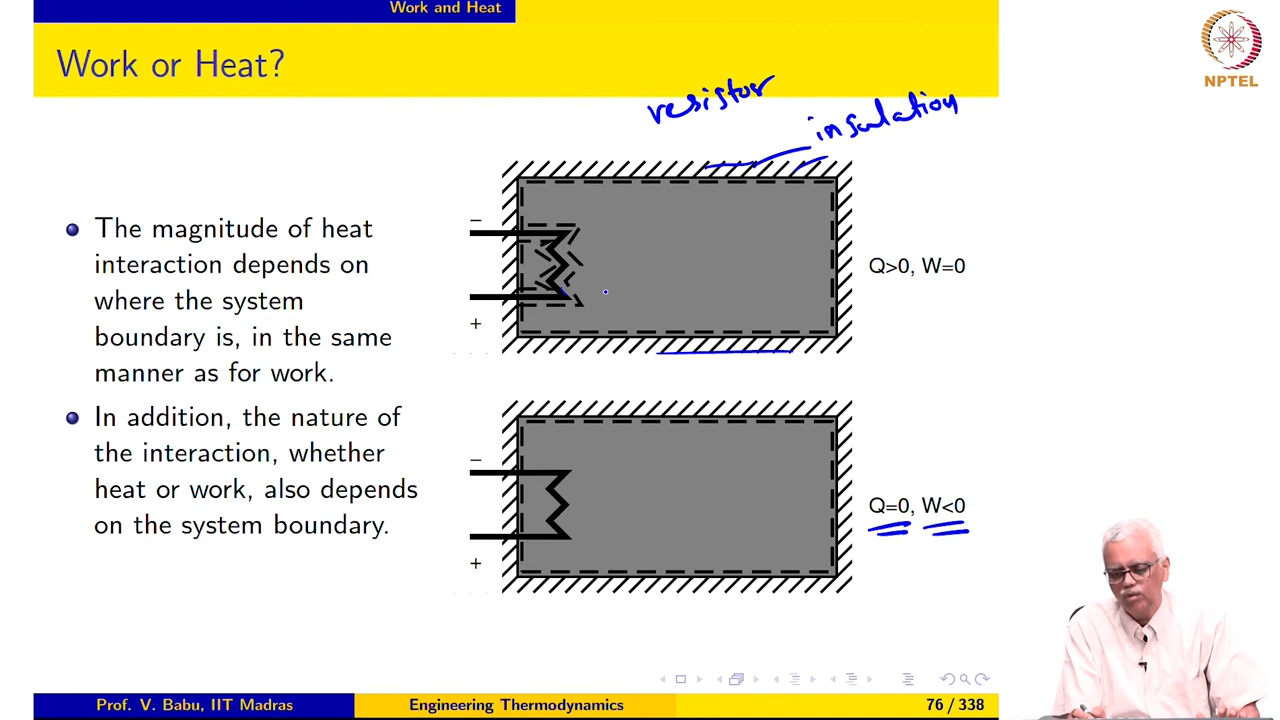 Work and Heat
Work or Heat?
NPTEL
resistor
insulation
The magnitude of heat
interaction depends on
where the system
boundary is, in the same
manner as for work.
In addition, the nature of
the interaction, whether
heat or work, also depends
on the system boundary.
−
+
Q>0, W=0
−
+
Q=0, W<0
Prof. V. Babu, IIT Madras
Engineering Thermodynamics
76 / 338